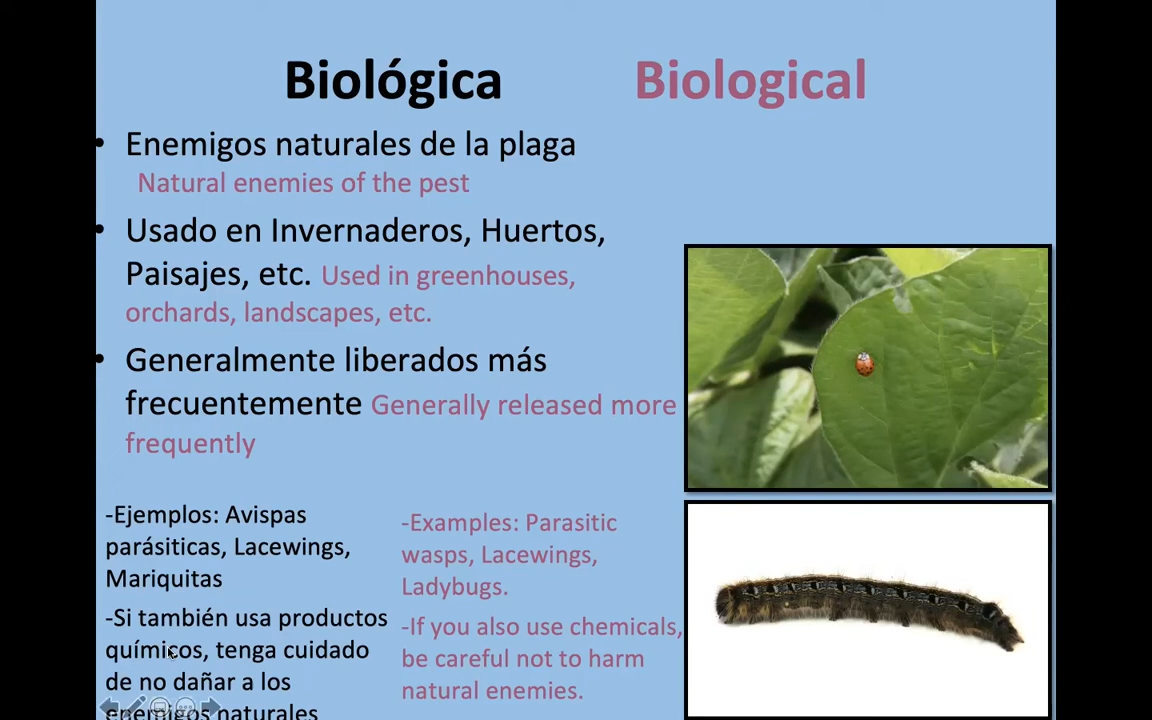 Biológica Biological
• Enemigos naturales de la plaga
Natural enemies of the pest
• Usado en Invernaderos, Huertos,
Paisajes, etc. Used in greenhouses,
orchards, landscapes, etc.
• Generalmente liberados más
frecuentemente Generally released more
frequently
-Ejemplos: Avispas
parásiticas, Lacewings,
Mariquitas
-Si también usa productos
químicos, tenga cuidado
de no dañar a los
enemigos naturales
-Examples: Parasitic
wasps, Lacewings,
Ladybugs.
-If you also use chemicals,
be careful not to harm
natural enemies.